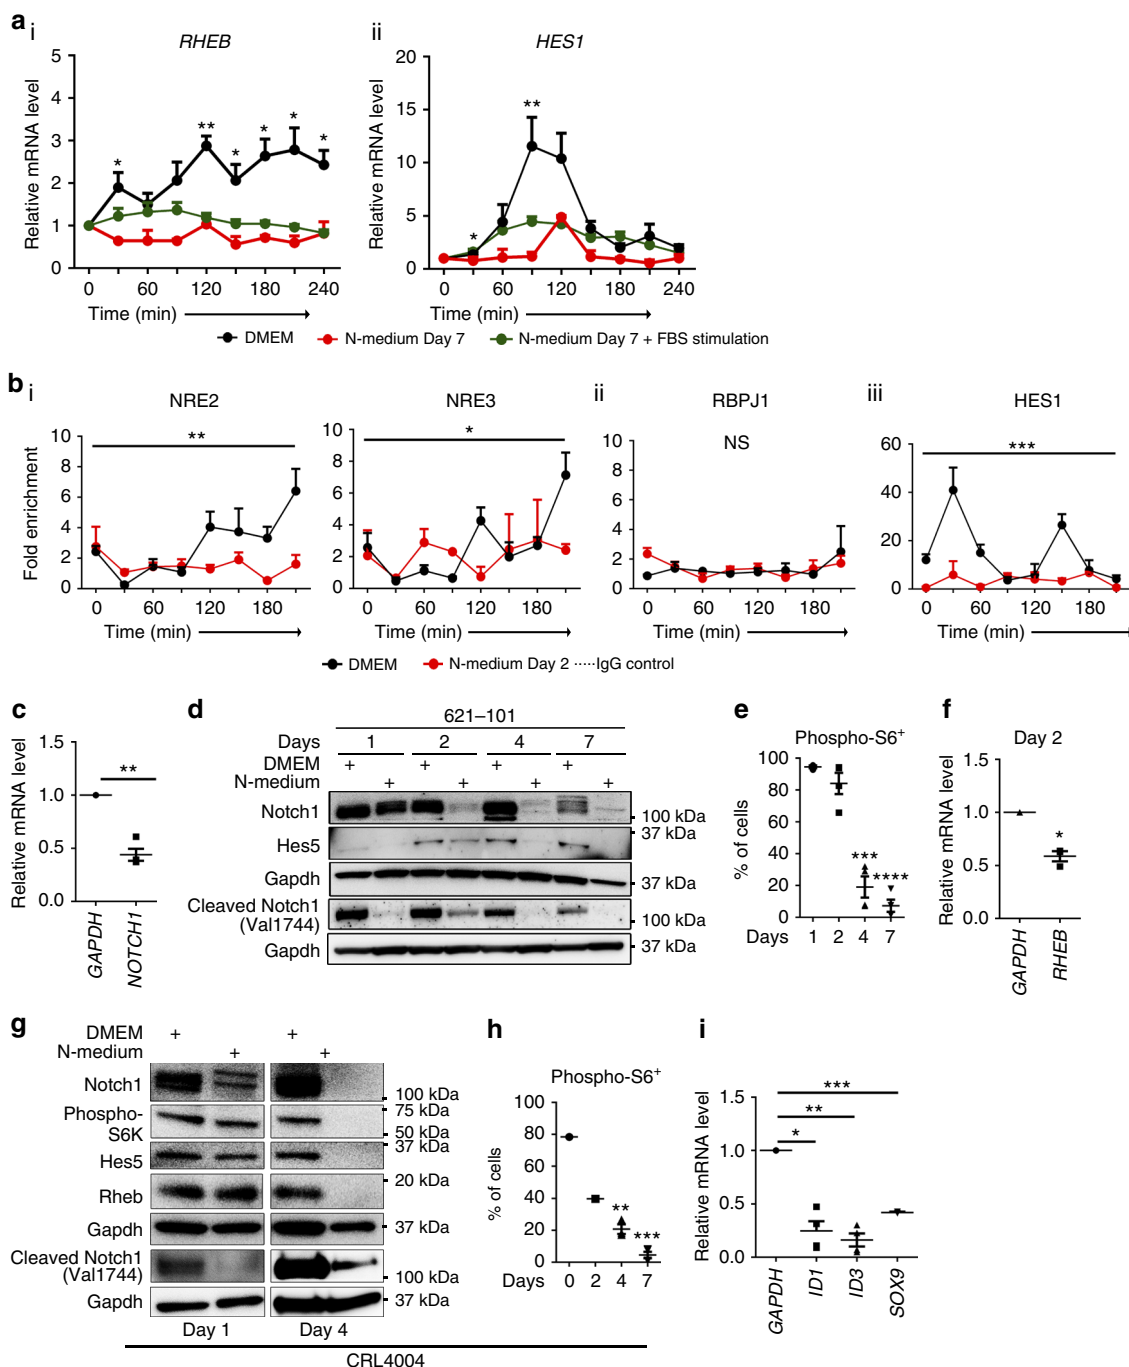 a
i
RHEB
Relative mRNA level
5
4
3
2
1
0
* ** * * * *
0 60 120 180 240
Time (min)
ii
HES1
Relative mRNA level
20
15
10
5
0
* **
0 60 120 180 240
Time (min)
DMEM N-medium Day 7 N-medium Day 7 + FBS stimulation
b
i
NRE2
Fold enrichment
10
8
6
4
2
0
**
0 60 120 180
Time (min)
NRE3
10
8
6
4
2
0
*
0 60 120 180
Time (min)
ii
RBPJ1
NS
10
8
6
4
2
0
0 60 120 180
Time (min)
iii
HES1
60
40
20
0
***
0 60 120 180
Time (min)
DMEM N-medium Day 2 ·····IgG control
c
Relative mRNA level
1.5
1.0
0.5
0.0
**
GAPDH
NOTCH1
d
621–101
Days 1 2 4 7
DMEM + + + +
N-medium + + + +
Notch1 100 kDa
Hes5 37 kDa
Gapdh 37 kDa
Cleaved Notch1
(Val1744) 100 kDa
Gapdh 37 kDa
e
Phospho-S6+
% of cells
100
80
60
40
20
0
*** ****
Days 1 2 4 7
f
Day 2
Relative mRNA level
1.5
1.0
0.5
0.0
*
GAPDH
RHEB
g
DMEM + +
N-medium + +
Notch1 100 kDa
Phospho-
S6K
75 kDa
50 kDa
Hes5 37 kDa
Rheb 20 kDa
Gapdh 37 kDa
Cleaved Notch1
(Val1744) 100 kDa
Gapdh 37 kDa
Day 1 Day 4
CRL4004
h
Phospho-S6+
% of cells
100
80
60
40
20
0
** ***
Days 0 2 4 7
i
Relative mRNA level
1.5
1.0
0.5
0.0
***
**
*
GAPDH
ID1
ID3
SOX9